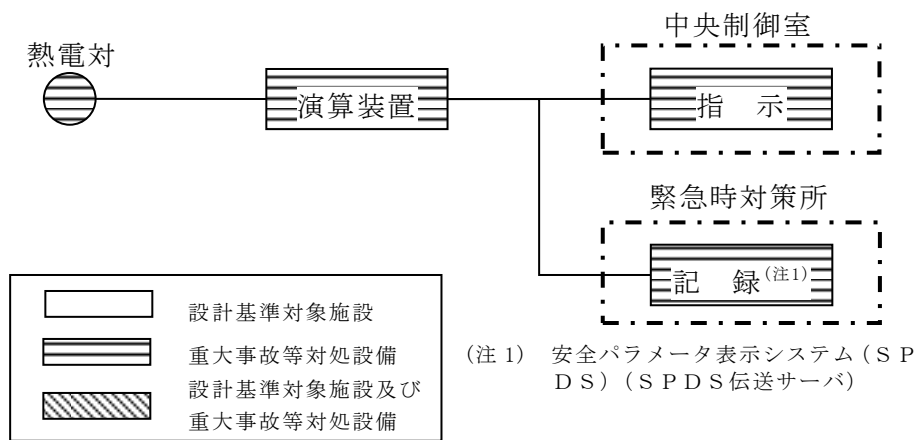 中央制御室
熱電対
演算装置
指　示
緊急時対策所
記　録(注1)
設計基準対象施設
重大事故等対処設備
設計基準対象施設及び
重大事故等対処設備
(注１)　安全パラメータ表示システム(ＳＰ
ＤＳ)(ＳＰＤＳ伝送サーバ)